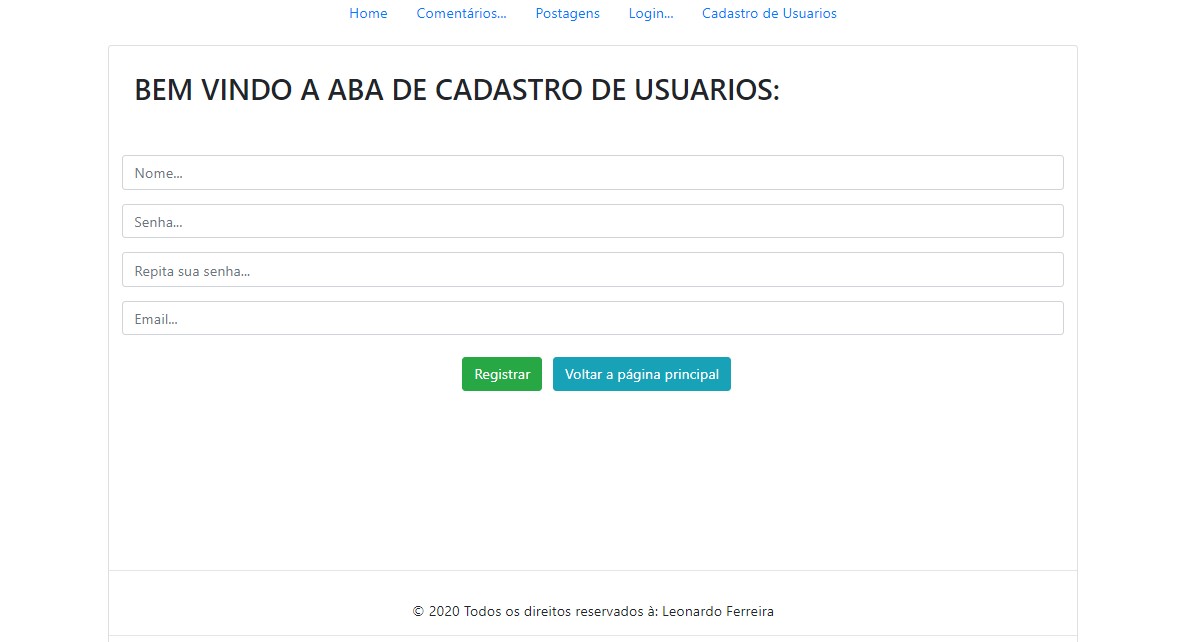 Home Comentários... Postagens Login... Cadastro de Usuarios
BEM VINDO A ABA DE CADASTRO DE USUARIOS:
Nome...
Senha...
Repita sua senha...
Email...
Registrar Voltar a página principal
© 2020 Todos os direitos reservados à: Leonardo Ferreira